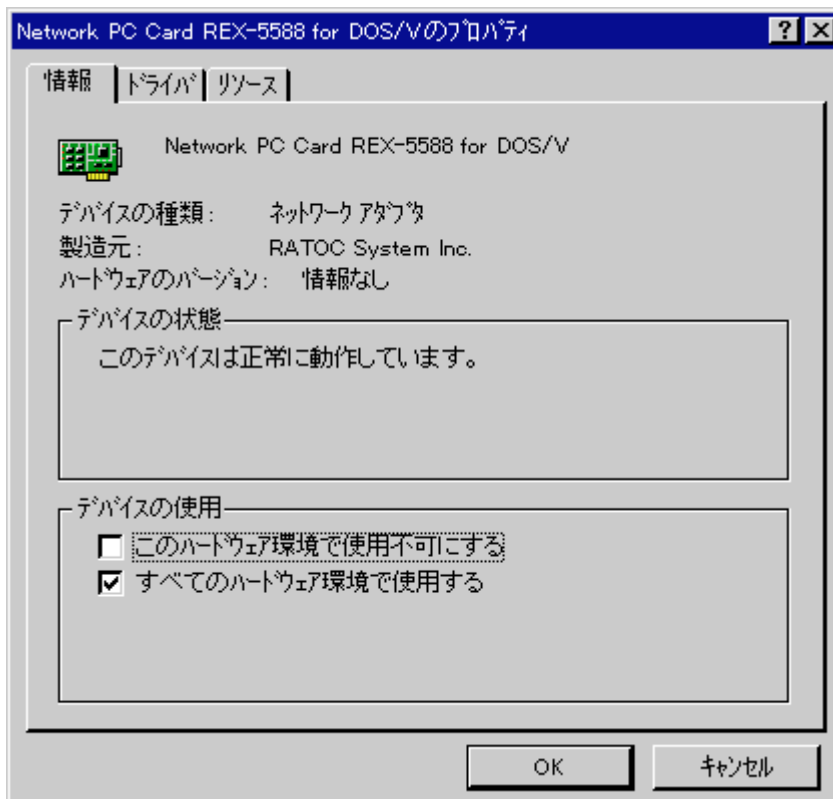 Network PC Card REX-5588 for DOS/Vのﾌﾟﾛﾊﾟﾃｨ
情報 ﾄﾞﾗｲﾊﾞ ﾘｿｰｽ
Network PC Card REX-5588 for DOS/V
ﾃﾞﾊﾞｲｽの種類： ﾈｯﾄﾜｰｸ ｱﾀﾞﾌﾟﾀ
製造元： RATOC System Inc.
ﾊｰﾄﾞｳｪｱのﾊﾞｰｼﾞｮﾝ： 情報なし
ﾃﾞﾊﾞｲｽの状態
このﾃﾞﾊﾞｲｽは正常に動作しています。
ﾃﾞﾊﾞｲｽの使用
このﾊｰﾄﾞｳｪｱ環境で使用不可にする
すべてのﾊｰﾄﾞｳｪｱ環境で使用する
OK ｷｬﾝｾﾙ